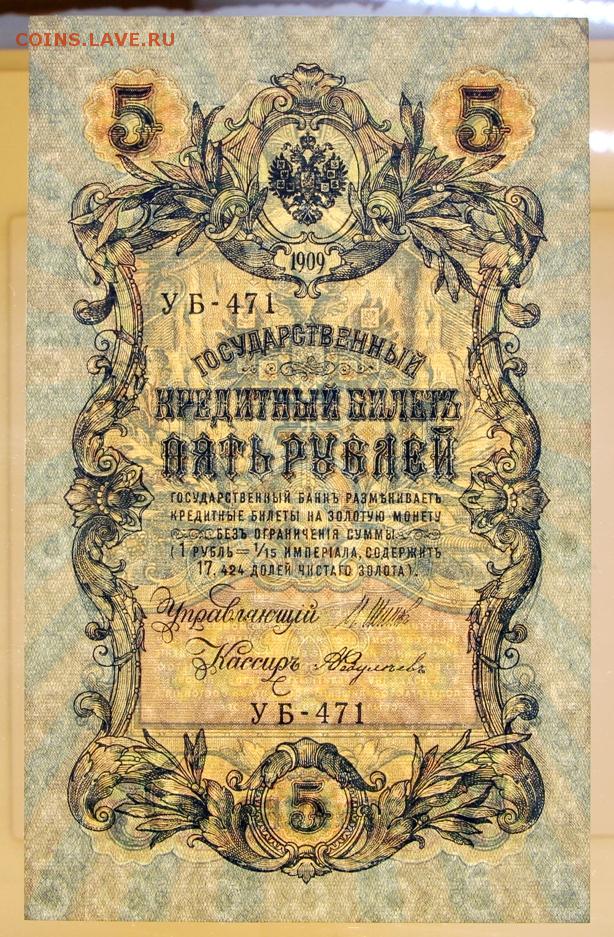 COINS.LAVE.RU
5 5
1909
УБ-471
ГОСУДАРСТВЕННЫЙ
КРЕДИТНЫЙ БИЛЕТЪ
ПЯТЬ РУБЛЕЙ
ГОСУДАРСТВЕННЫЙ БАНКЪ РАЗМѢНИВАЕТЪ
КРЕДИТНЫЕ БИЛЕТЫ НА ЗОЛОТУЮ МОНЕТУ
БЕЗЪ ОГРАНИЧЕНІЯ СУММЫ
(1 РУБЛЬ = 1/15 ИМПЕРІАЛА, СОДЕРЖИТЪ
17,424 ДОЛЕЙ ЧИСТАГО ЗОЛОТА).
Управляющій
Кассиръ
УБ-471
5